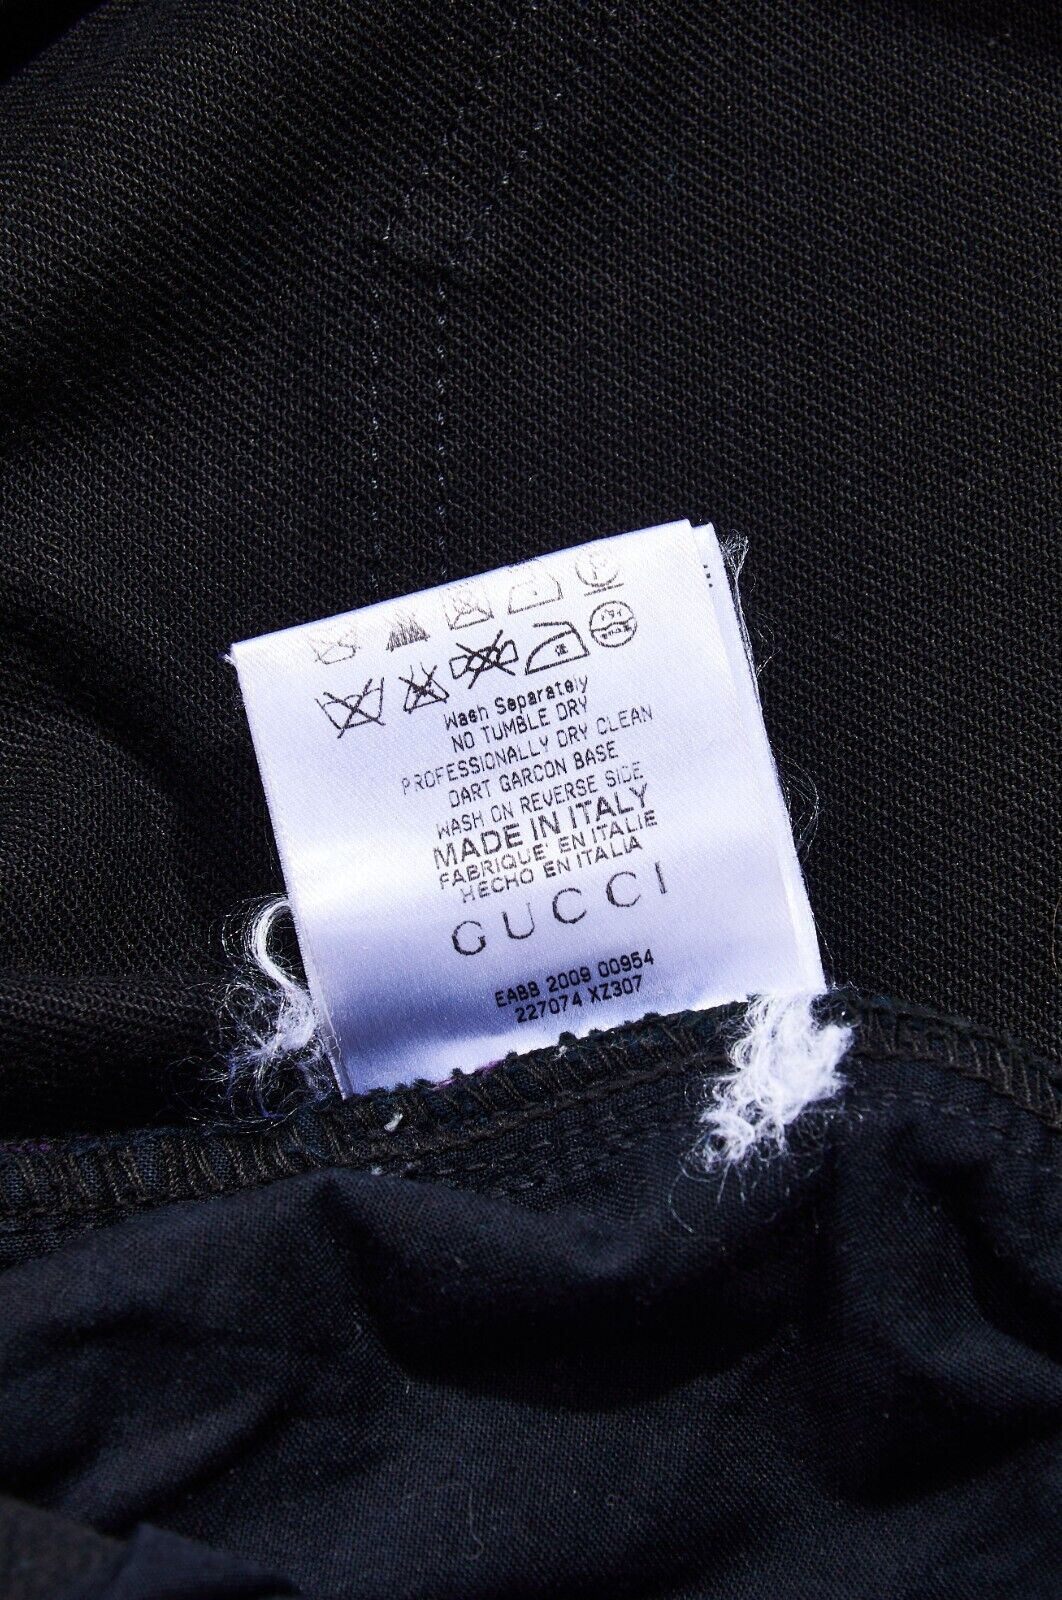 Wash Separately
NO TUMBLE DRY
PROFESSIONALLY DRY CLEAN
DART GARCON BASE
WASH ON REVERSE SIDE
MADE IN ITALY
FABRIQUE' EN ITALIE
HECHO EN ITALIA
GUCCI
EABB 2009 00954
227074 XZ307